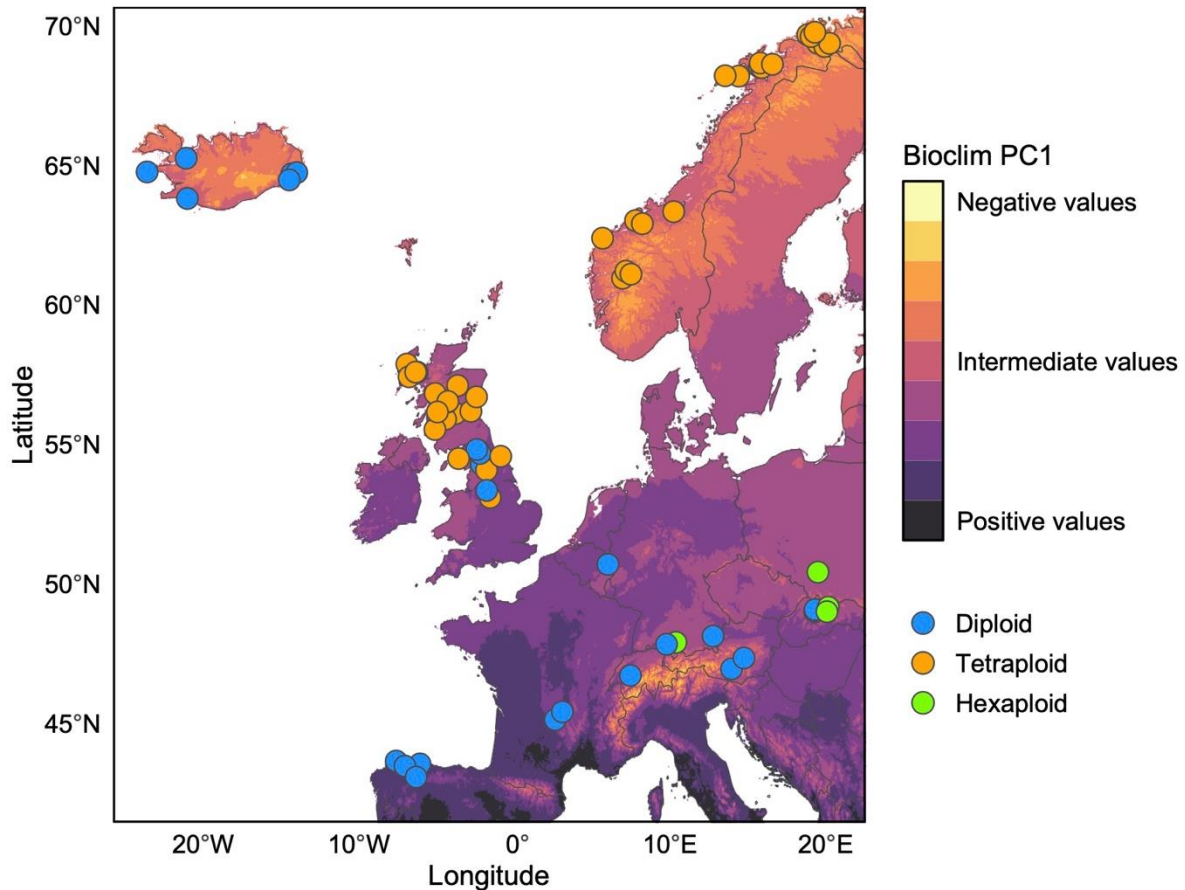 70°N
65°N
60°N
55°N
50°N
45°N
Latitude
20°W
10°W
0°
10°E
20°E
Longitude
Bioclim PC1
Negative values
Intermediate values
Positive values
Diploid
Tetraploid
Hexaploid